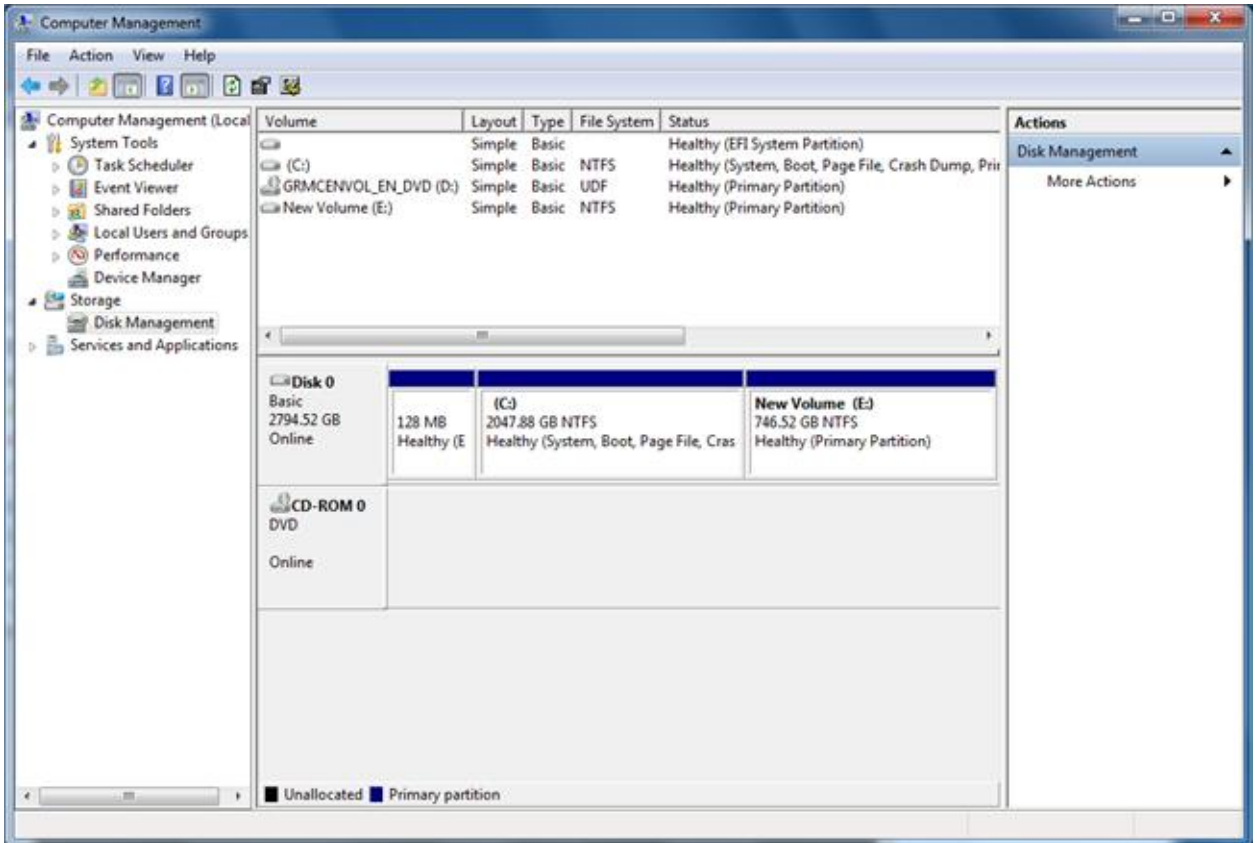 Computer Management
File Action View Help
Computer Management (Local
System Tools
Task Scheduler
Event Viewer
Shared Folders
Local Users and Groups
Performance
Device Manager
Storage
Disk Management
Services and Applications
Volume Layout Type File System Status
Simple Basic Healthy (EFI System Partition)
(C:) Simple Basic NTFS Healthy (System, Boot, Page File, Crash Dump, Prir
GRMCENVOL_EN_DVD (D:) Simple Basic UDF Healthy (Primary Partition)
New Volume (E:) Simple Basic NTFS Healthy (Primary Partition)
Disk 0
Basic
2794.52 GB
Online
128 MB
Healthy (E
(C:)
2047.88 GB NTFS
Healthy (System, Boot, Page File, Cras
New Volume (E:)
746.52 GB NTFS
Healthy (Primary Partition)
CD-ROM 0
DVD
Online
Unallocated Primary partition
Actions
Disk Management
More Actions